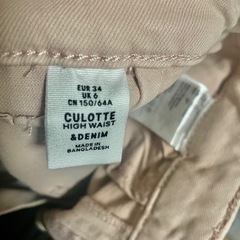 EUR 34
UK 6
CN 150/64A
CULOTTE
HIGH WAIST
&DENIM
MADE IN
BANGLADESH